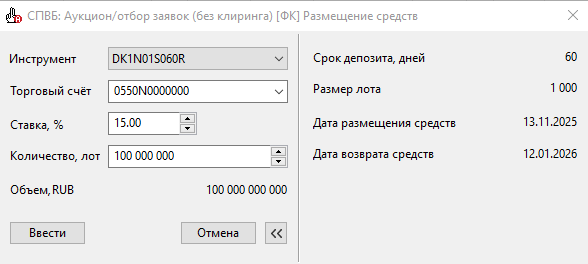 СПВБ: Аукцион/отбор заявок (без клиринга) [ФК] Размещение средств
Инструмент DK1N01S060R
Торговый счёт 0550N0000000
Ставка, % 15.00
Количество, лот 100 000 000
Объем, RUB 100 000 000 000
Ввести Отмена <<
Срок депозита, дней 60
Размер лота 1 000
Дата размещения средств 13.11.2025
Дата возврата средств 12.01.2026